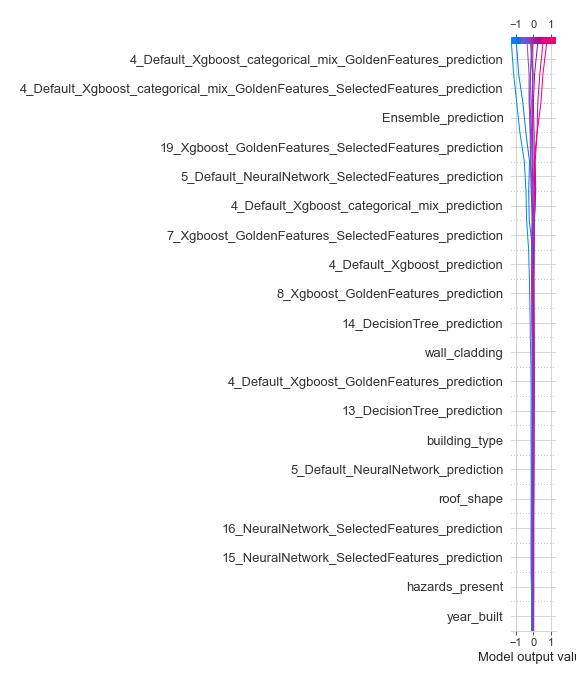 −1 0 1
4_Default_Xgboost_categorical_mix_GoldenFeatures_prediction
4_Default_Xgboost_categorical_mix_GoldenFeatures_SelectedFeatures_prediction
Ensemble_prediction
19_Xgboost_GoldenFeatures_SelectedFeatures_prediction
5_Default_NeuralNetwork_SelectedFeatures_prediction
4_Default_Xgboost_categorical_mix_prediction
7_Xgboost_GoldenFeatures_SelectedFeatures_prediction
4_Default_Xgboost_prediction
8_Xgboost_GoldenFeatures_prediction
14_DecisionTree_prediction
wall_cladding
4_Default_Xgboost_GoldenFeatures_prediction
13_DecisionTree_prediction
building_type
5_Default_NeuralNetwork_prediction
roof_shape
16_NeuralNetwork_SelectedFeatures_prediction
15_NeuralNetwork_SelectedFeatures_prediction
hazards_present
year_built
−1 0 1
Model output valu